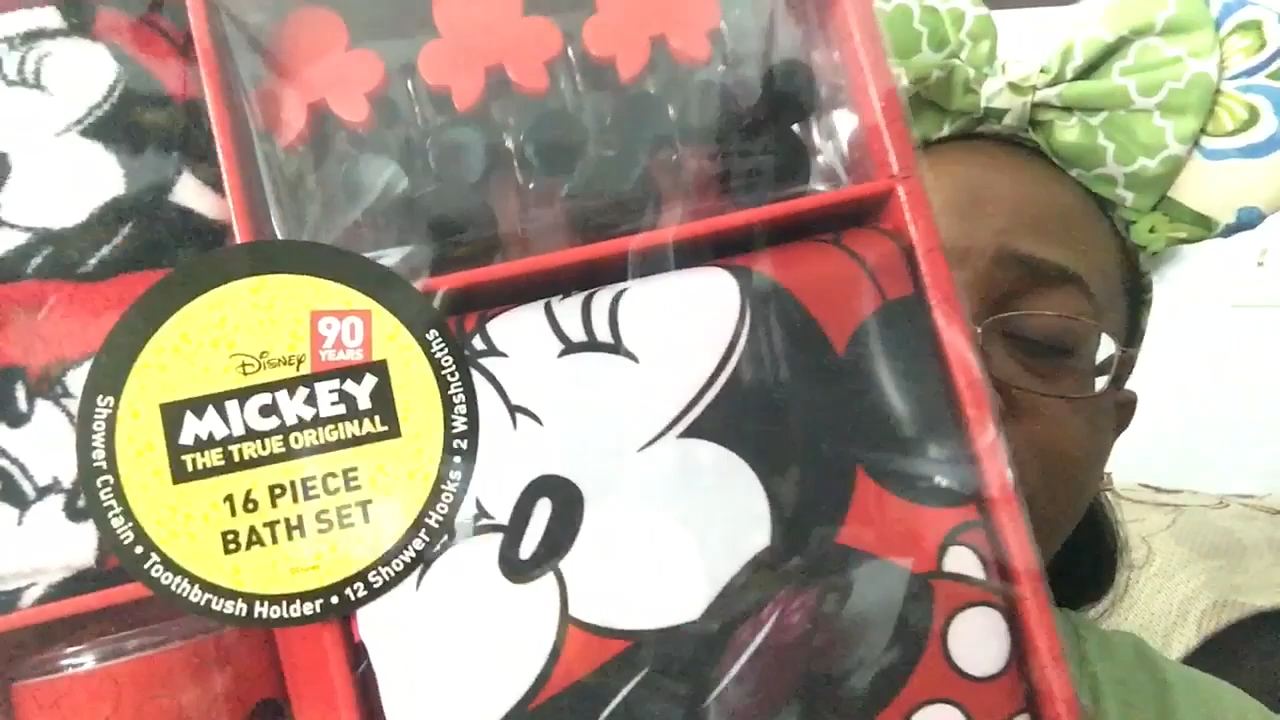 Disney
90
YEARS
MICKEY
THE TRUE ORIGINAL
16 PIECE
BATH SET
Shower Curtain • Toothbrush Holder • 12 Shower Hooks • 2 Washcloths